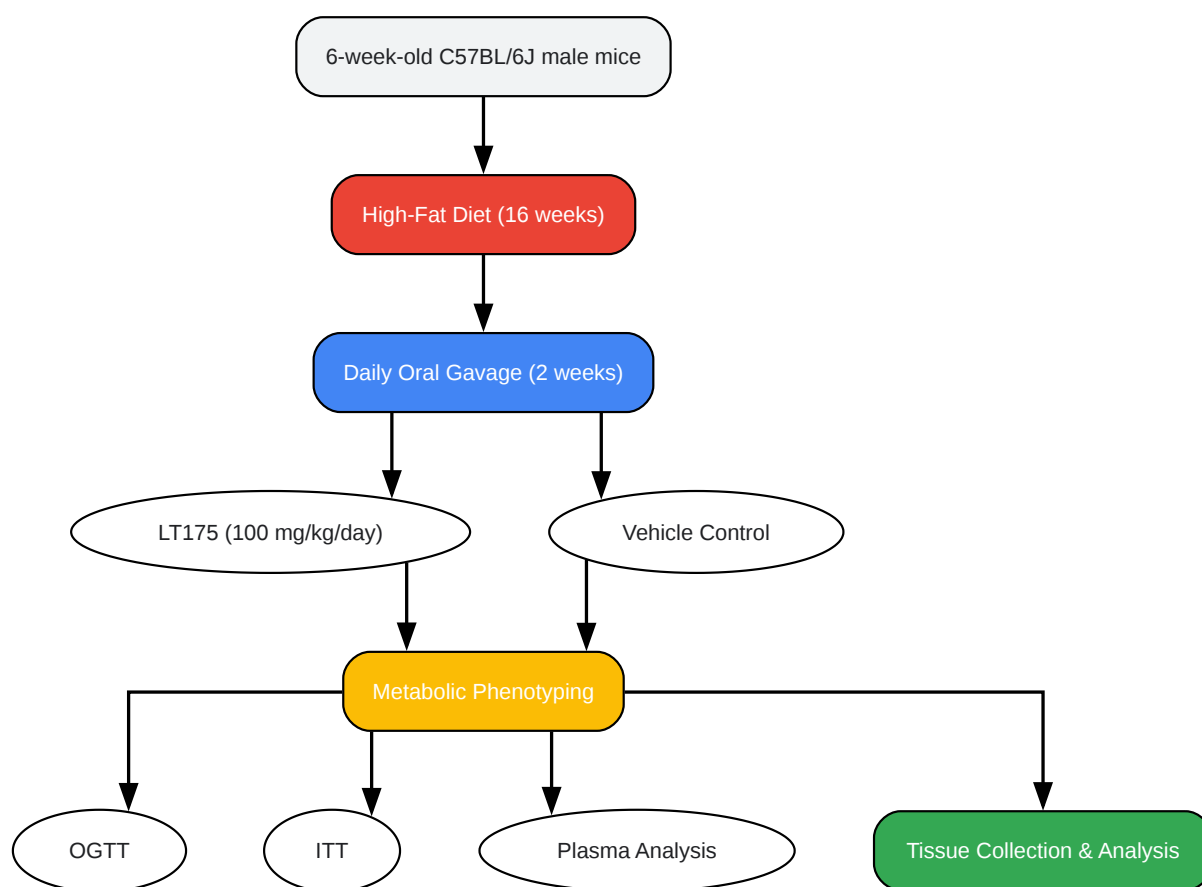 6-week-old C57BL/6J male mice
High-Fat Diet (16 weeks)
Daily Oral Gavage (2 weeks)
LT175 (100 mg/kg/day)
Vehicle Control
Metabolic Phenotyping
OGTT
ITT
Plasma Analysis
Tissue Collection & Analysis